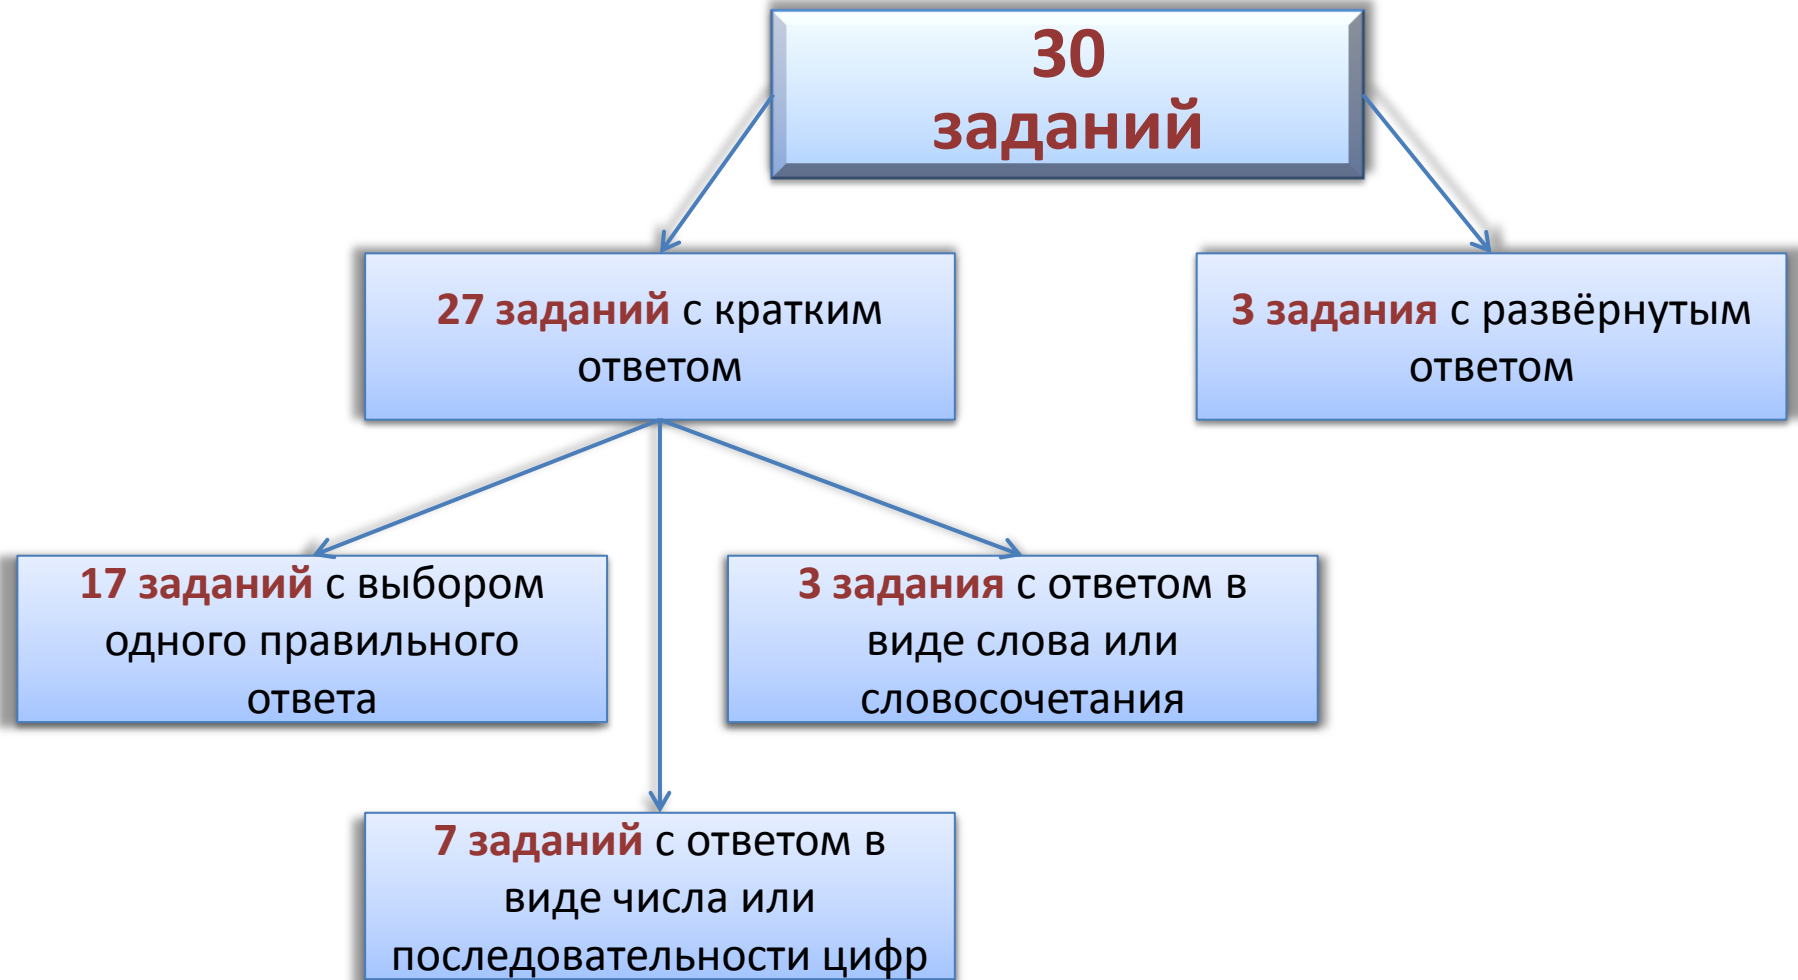 30
заданий
27 заданий с кратким
ответом
3 задания с развёрнутым
ответом
17 заданий с выбором
одного правильного
ответа
3 задания с ответом в
виде слова или
словосочетания
7 заданий с ответом в
виде числа или
последовательности цифр